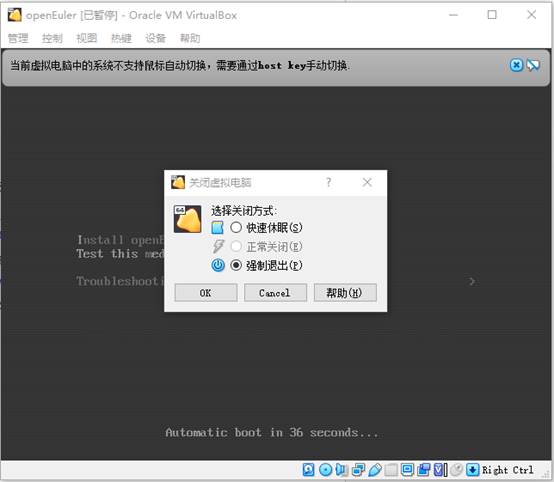 openEuler [已暂停] - Oracle VM VirtualBox
管理 控制 视图 热键 设备 帮助
当前虚拟电脑中的系统不支持鼠标自动切换，需要通过host key手动切换.
关闭虚拟电脑 ?
64
选择关闭方式:
快速休眠(S)
正常关闭(E)
强制退出(P)
OK Cancel 帮助(H)
Install openE
Test this med
Troubleshooti >
Automatic boot in 36 seconds...
Right Ctrl